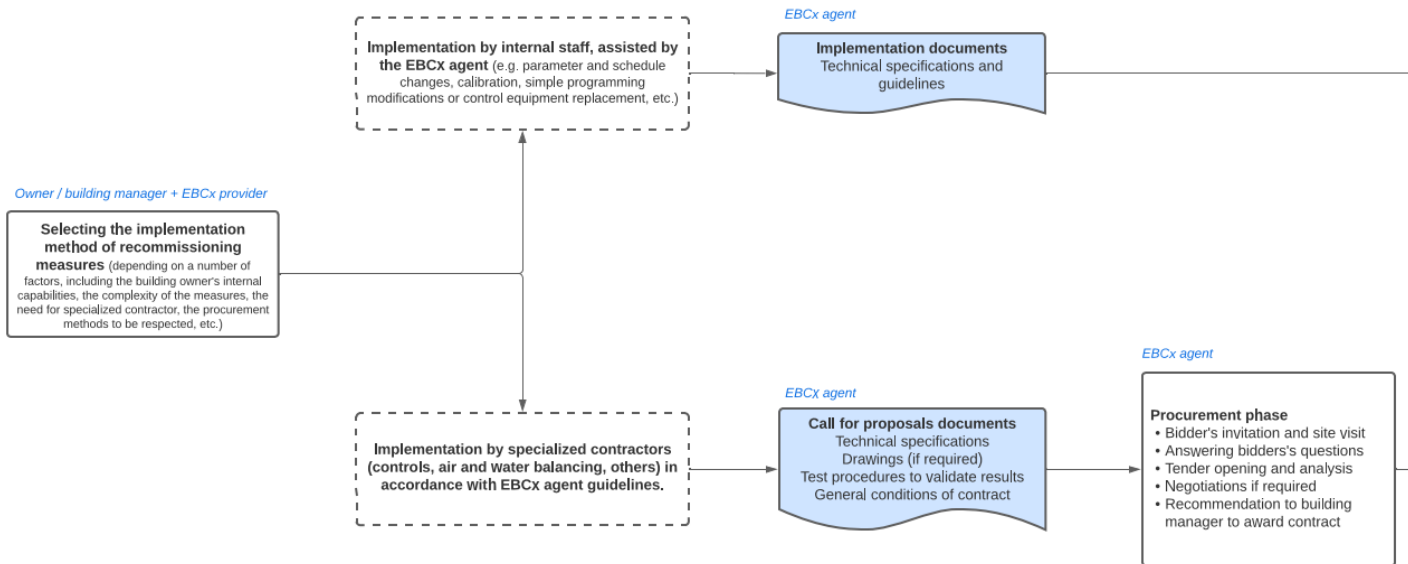 EBCx agent
Implementation by internal staff, assisted by
the EBCx agent (e.g. parameter and schedule
changes, calibration, simple programming
modifications or control equipment replacement, etc.)
Implementation documents
Technical specifications and
guidelines
Owner / building manager + EBCx provider
Selecting the implementation
method of recommissioning
measures (depending on a number of
factors, including the building owner's internal
capabilities, the complexity of the measures, the
need for specialized contractor, the procurement
methods to be respected, etc.)
Implementation by specialized contractors
(controls, air and water balancing, others) in
accordance with EBCx agent guidelines.
EBCx agent
Call for proposals documents
Technical specifications
Drawings (if required)
Test procedures to validate results
General conditions of contract
EBCx agent
Procurement phase
• Bidder's invitation and site visit
• Answering bidders's questions
• Tender opening and analysis
• Negotiations if required
• Recommendation to building
manager to award contract